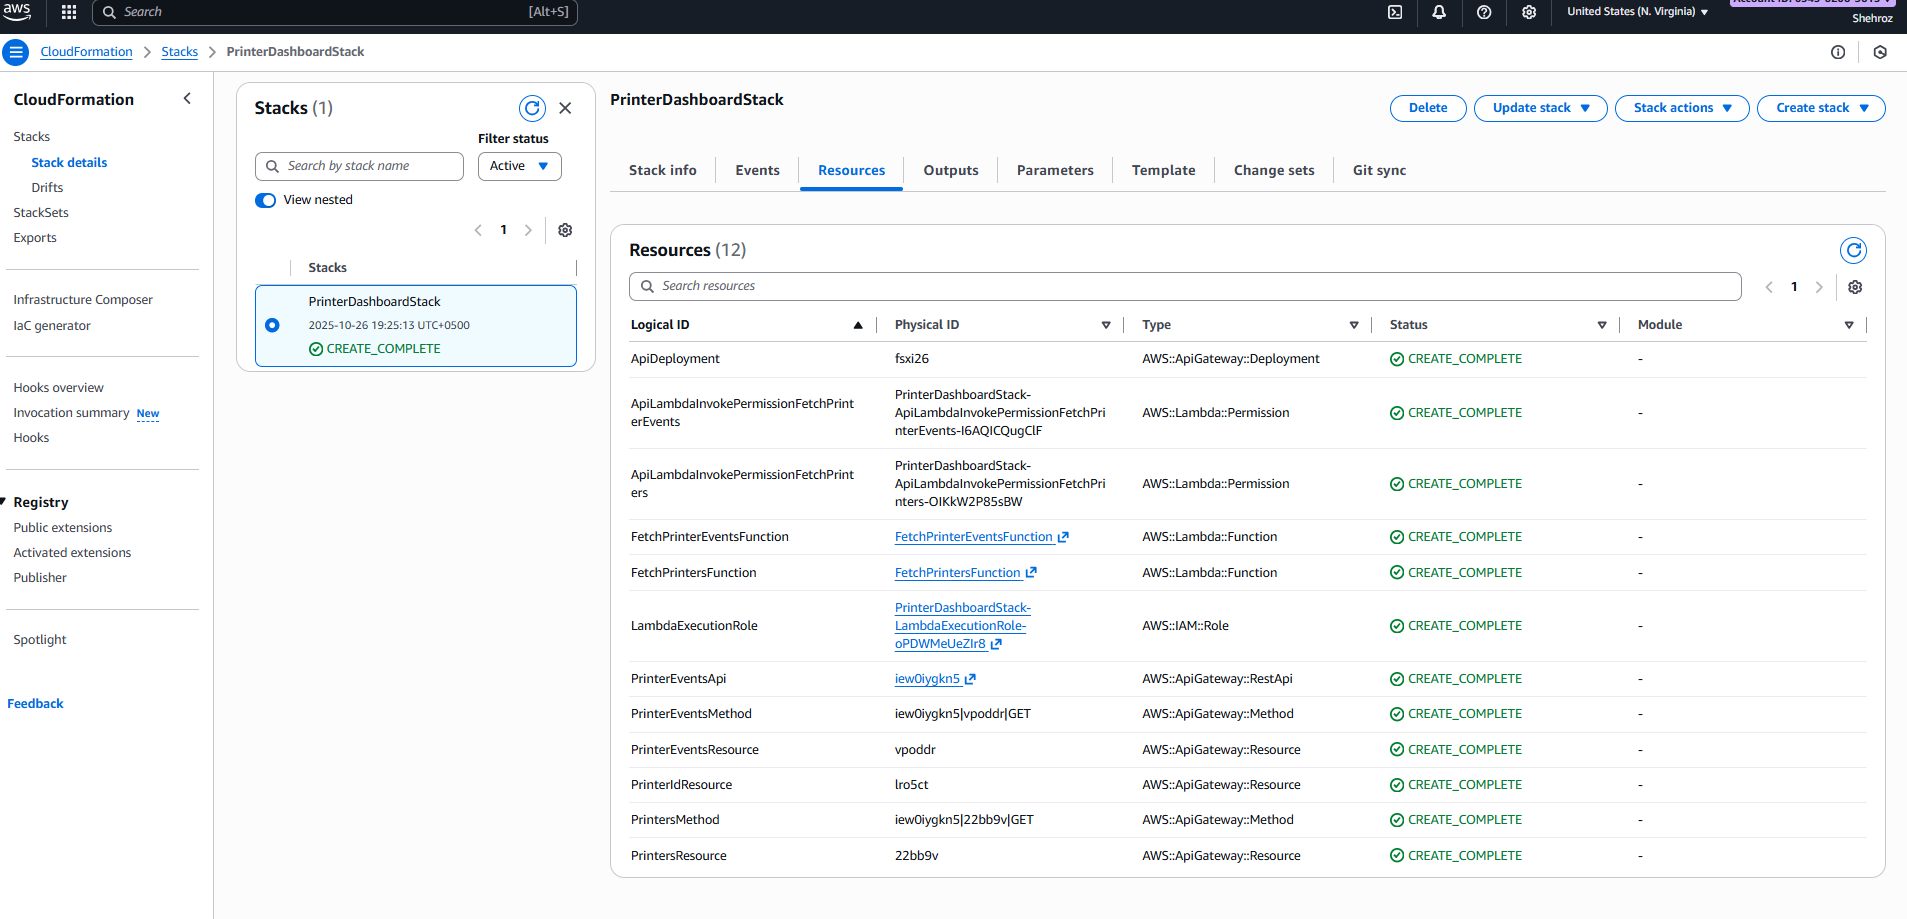 aws
Search
[Alt+S]
United States (N. Virginia)
Shehroz
CloudFormation
Stacks
PrinterDashboardStack
CloudFormation
Stacks
Stack details
Drifts
StackSets
Exports
Infrastructure Composer
IaC generator
Hooks overview
Invocation summary New
Hooks
Registry
Public extensions
Activated extensions
Publisher
Spotlight
Feedback
Stacks (1)
Filter status
Search by stack name
Active
View nested
1
Stacks
PrinterDashboardStack
2025-10-26 19:25:13 UTC+0500
CREATE_COMPLETE
PrinterDashboardStack
Delete
Update stack
Stack actions
Create stack
Stack info
Events
Resources
Outputs
Parameters
Template
Change sets
Git sync
Resources (12)
Search resources
1
Logical ID Physical ID Type Status Module
ApiDeployment fsxi26 AWS::ApiGateway::Deployment CREATE_COMPLETE -
ApiLambdaInvokePermissionFetchPrint
erEvents
PrinterDashboardStack-
ApiLambdaInvokePermissionFetchPri
nterEvents-I6AQICQugClF
AWS::Lambda::Permission CREATE_COMPLETE -
ApiLambdaInvokePermissionFetchPrint
ers
PrinterDashboardStack-
ApiLambdaInvokePermissionFetchPri
nters-OIKkW2P85sBW
AWS::Lambda::Permission CREATE_COMPLETE -
FetchPrinterEventsFunction FetchPrinterEventsFunction AWS::Lambda::Function CREATE_COMPLETE -
FetchPrintersFunction FetchPrintersFunction AWS::Lambda::Function CREATE_COMPLETE -
LambdaExecutionRole
PrinterDashboardStack-
LambdaExecutionRole-
oPDWMeUeZIr8
AWS::IAM::Role CREATE_COMPLETE -
PrinterEventsApi iew0iygkn5 AWS::ApiGateway::RestApi CREATE_COMPLETE -
PrinterEventsMethod iew0iygkn5|vpoddr|GET AWS::ApiGateway::Method CREATE_COMPLETE -
PrinterEventsResource vpoddr AWS::ApiGateway::Resource CREATE_COMPLETE -
PrinterIdResource lro5ct AWS::ApiGateway::Resource CREATE_COMPLETE -
PrintersMethod iew0iygkn5|22bb9v|GET AWS::ApiGateway::Method CREATE_COMPLETE -
PrintersResource 22bb9v AWS::ApiGateway::Resource CREATE_COMPLETE -